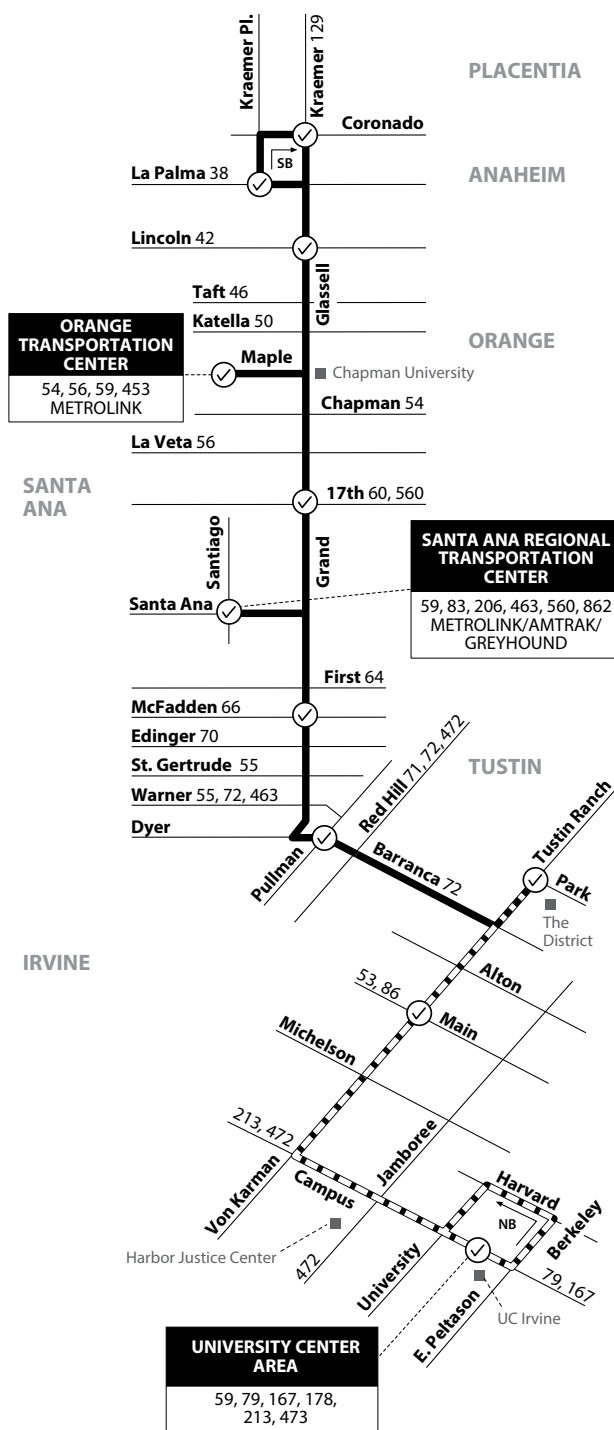 Kraemer Pl.
Kraemer 129
PLACENTIA
Coronado
SB
La Palma 38
ANAHEIM
Lincoln 42
Glassell
Taft 46
Katella 50
ORANGE
ORANGE
TRANSPORTATION
CENTER
54, 56, 59, 453
METROLINK
Maple
Chapman University
Chapman 54
La Veta 56
SANTA
ANA
17th 60, 560
Santiago
Grand
SANTA ANA REGIONAL
TRANSPORTATION
CENTER
59, 83, 206, 463, 560, 862
METROLINK/AMTRAK/
GREYHOUND
Santa Ana
First 64
McFadden 66
Edinger 70
St. Gertrude 55
Warner 55, 72, 463
Dyer
Pullman
Red Hill 71, 72, 472
TUSTIN
Barranca 72
Tustin Ranch
Park
The
District
IRVINE
Alton
53, 86
Main
Michelson
213, 472
Von Karman
Campus
Jamboree
Harvard
NB
Berkeley
Harbor Justice Center
472
University
E. Peltason
79, 167
UC Irvine
UNIVERSITY CENTER
AREA
59, 79, 167, 178,
213, 473